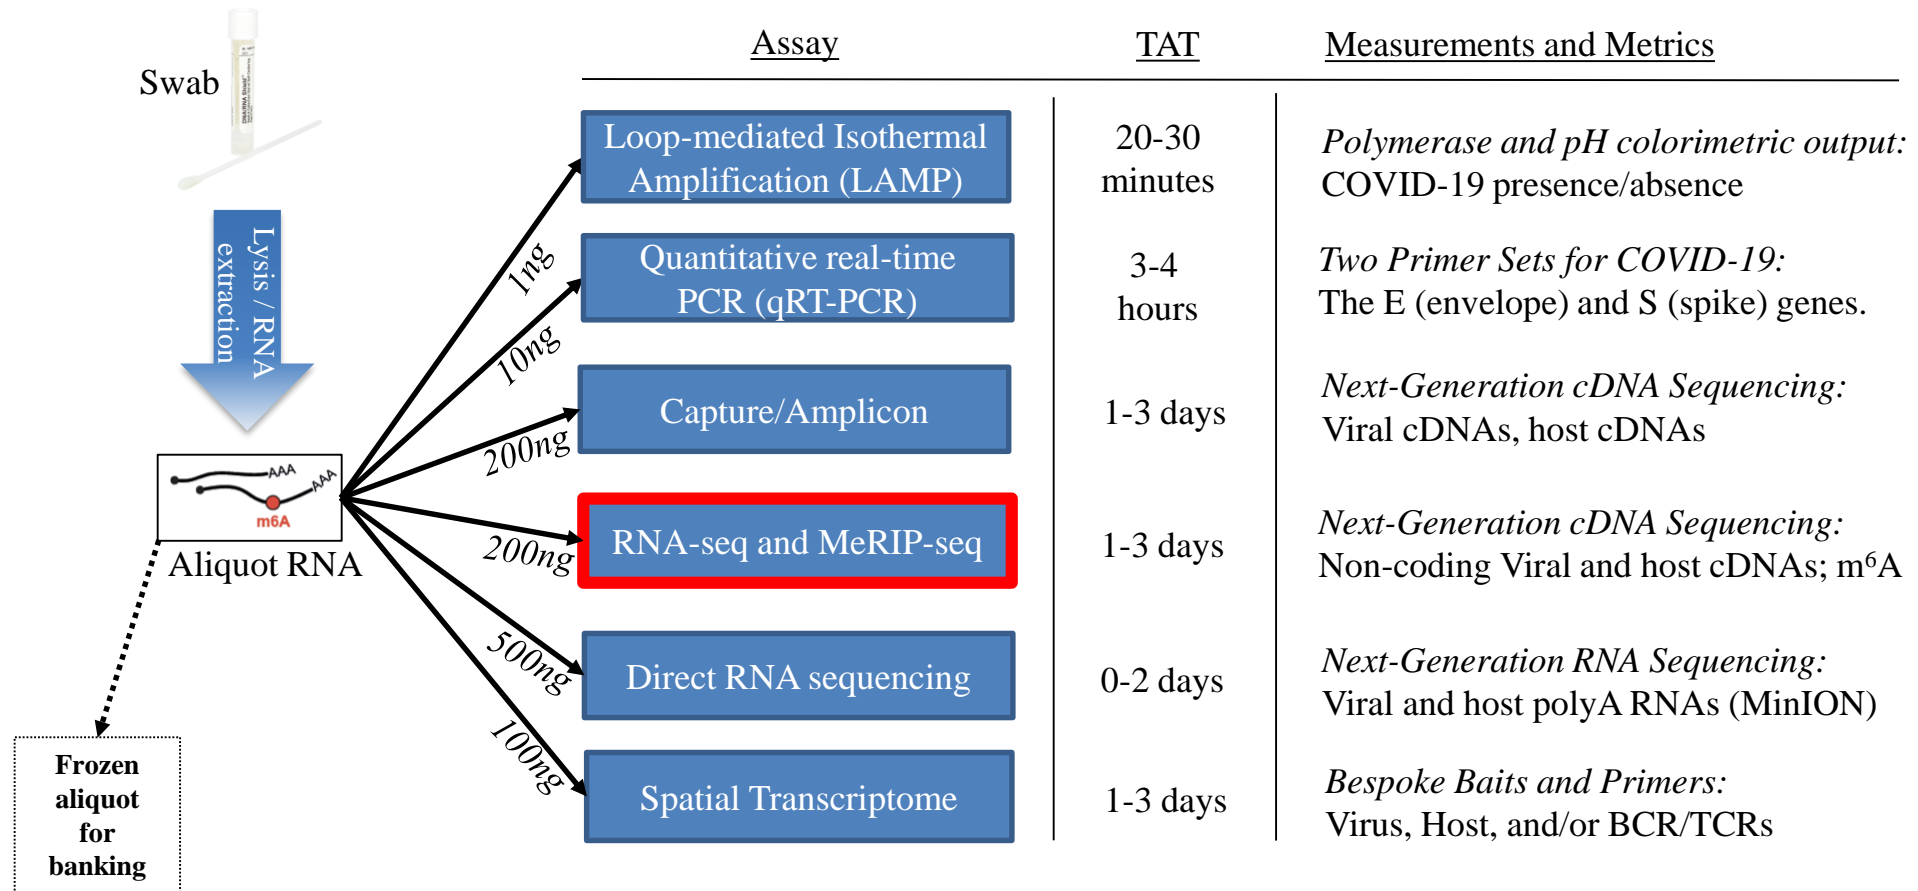 Assay
TAT
Measurements and Metrics
Swab
DNA/RNA Shield
Lysis / RNA
extraction
AAA
AAA
m6A
Aliquot RNA
Frozen
aliquot
for
banking
1ng
Loop-mediated Isothermal
Amplification (LAMP)
20-30
minutes
Polymerase and pH colorimetric output:
COVID-19 presence/absence
10ng
Quantitative real-time
PCR (qRT-PCR)
3-4
hours
Two Primer Sets for COVID-19:
The E (envelope) and S (spike) genes.
200ng
Capture/Amplicon
1-3 days
Next-Generation cDNA Sequencing:
Viral cDNAs, host cDNAs
200ng
RNA-seq and MeRIP-seq
1-3 days
Next-Generation cDNA Sequencing:
Non-coding Viral and host cDNAs; m⁶A
500ng
Direct RNA sequencing
0-2 days
Next-Generation RNA Sequencing:
Viral and host polyA RNAs (MinION)
100ng
Spatial Transcriptome
1-3 days
Bespoke Baits and Primers:
Virus, Host, and/or BCR/TCRs